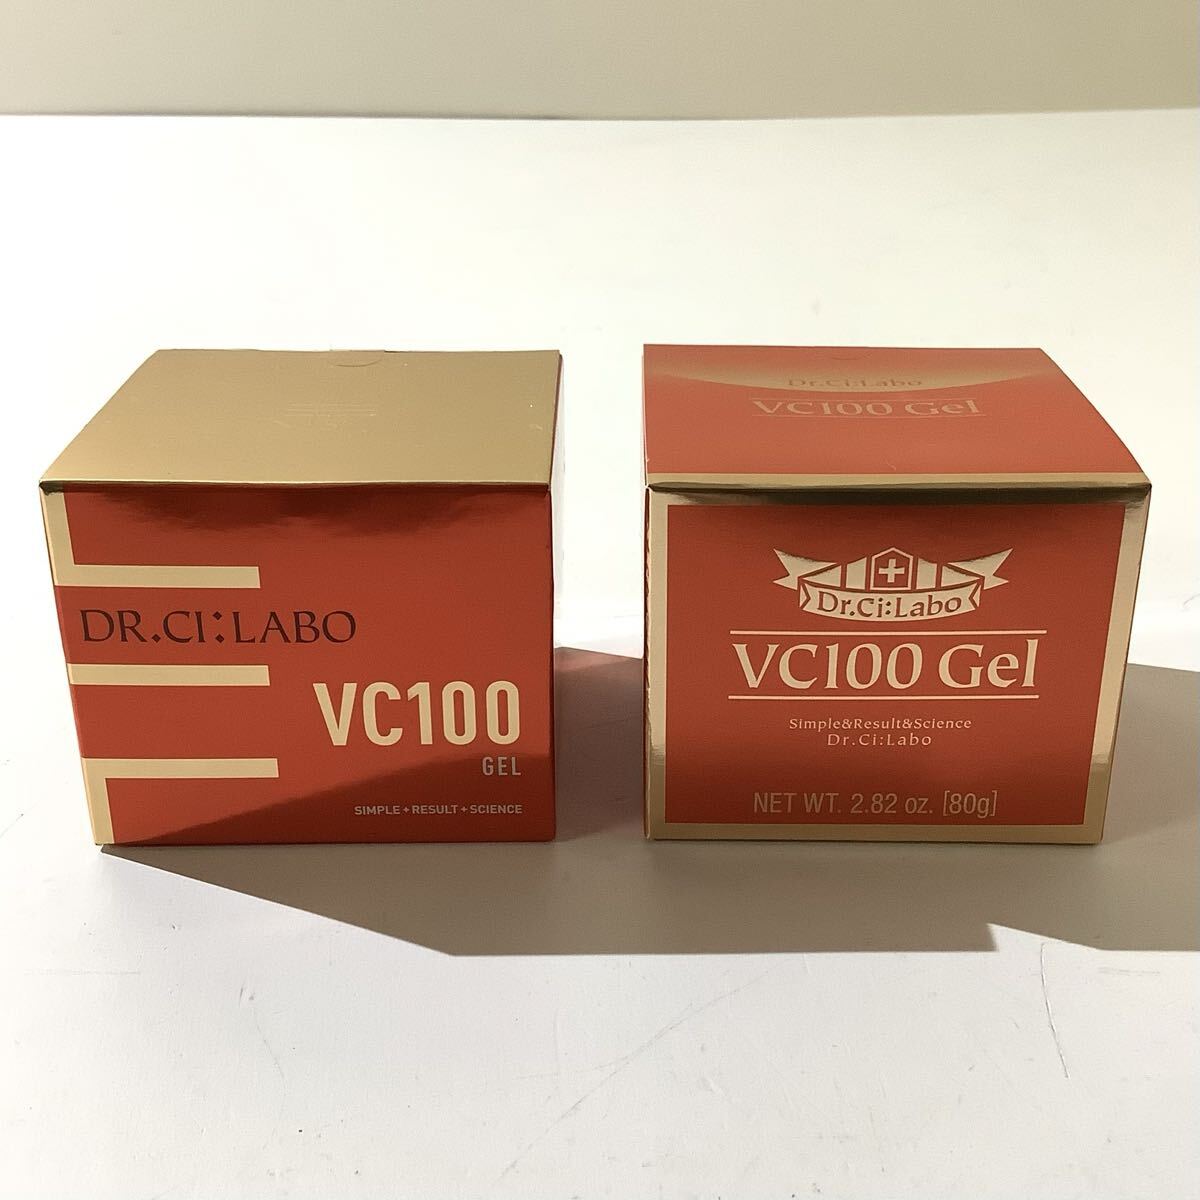 DR.CI:LABO
VC100
GEL
SIMPLE+RESULT+SCIENCE
Dr.Ci:Labo
VC100 Gel
Dr.Ci:Labo
VC100 Gel
Simple&Result&Science
Dr.Ci:Labo
NET WT. 2.82 oz. [80g]